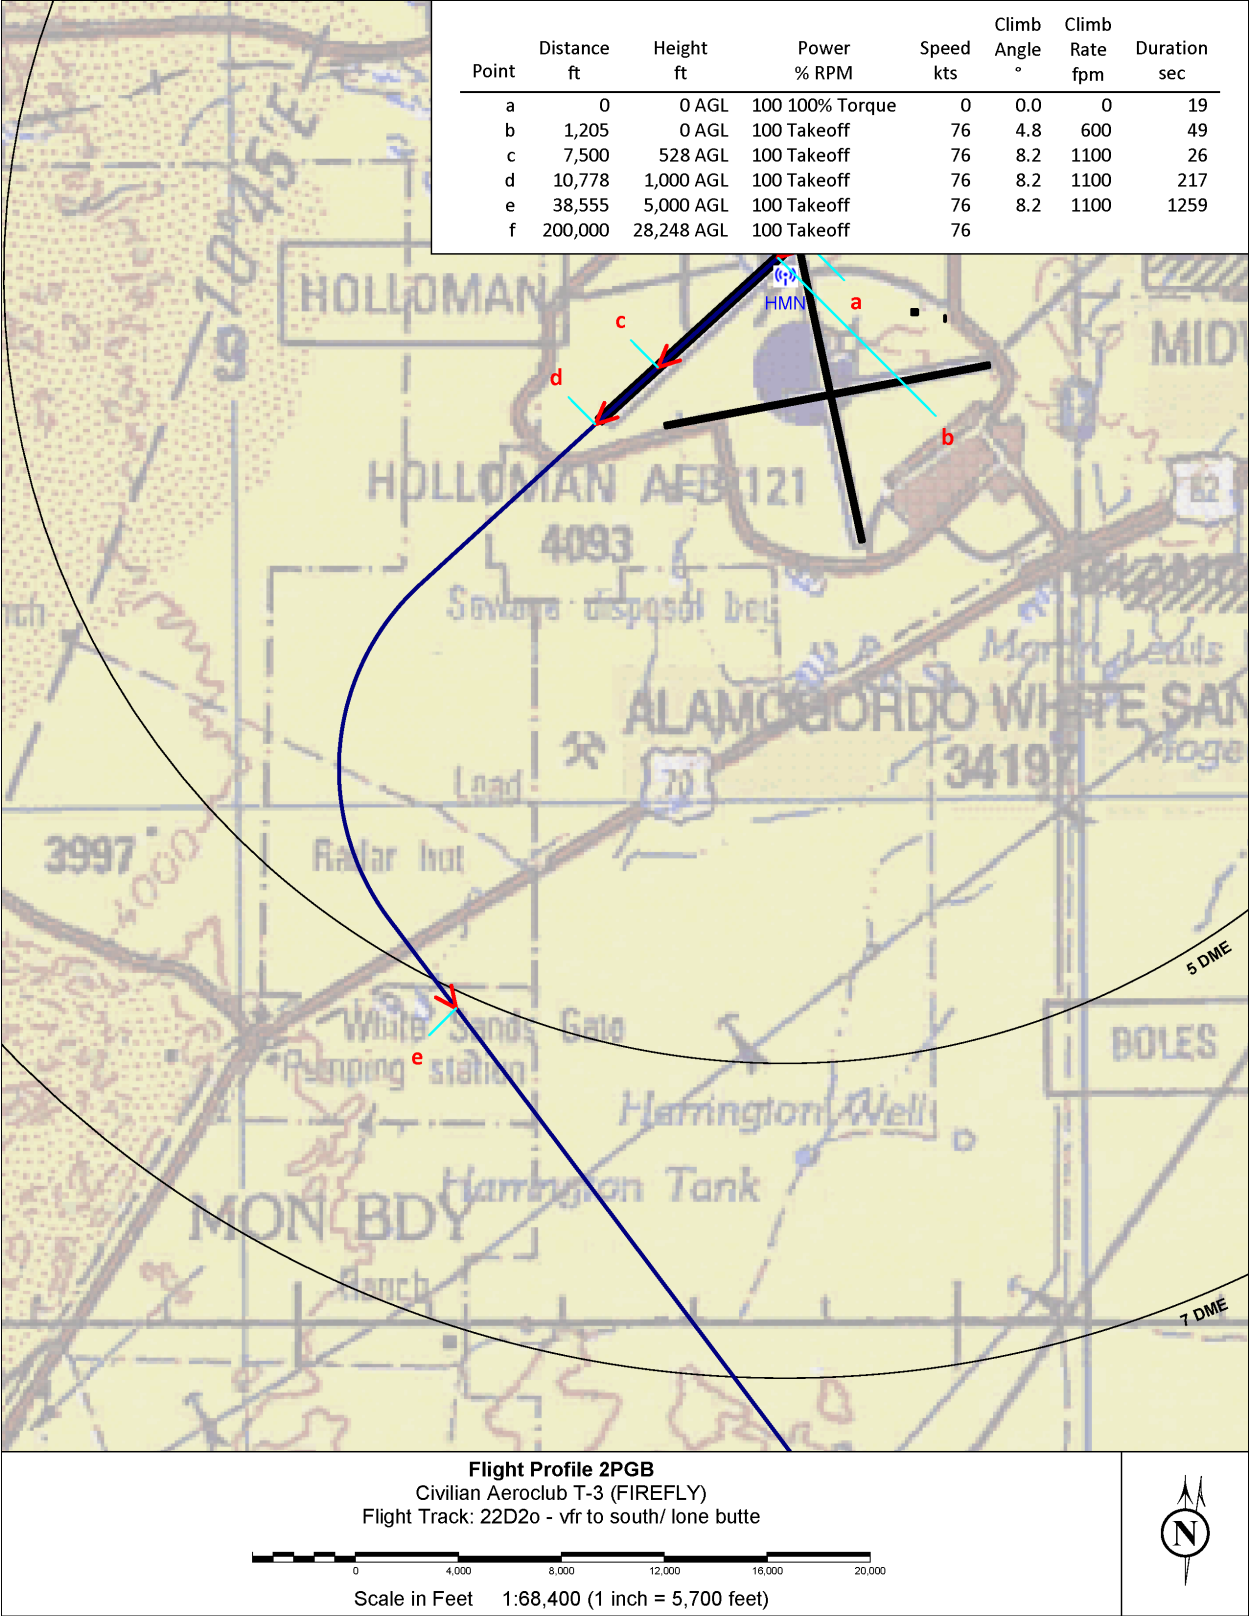 Climb Climb
Distance Height Power Speed Angle Rate Duration
Point ft ft % RPM kts ° fpm sec
a 0 0 AGL 100 100% Torque 0 0.0 0 19
b 1,205 0 AGL 100 Takeoff 76 4.8 600 49
c 7,500 528 AGL 100 Takeoff 76 8.2 1100 26
d 10,778 1,000 AGL 100 Takeoff 76 8.2 1100 217
e 38,555 5,000 AGL 100 Takeoff 76 8.2 1100 1259
f 200,000 28,248 AGL 100 Takeoff 76
HOLLOMAN
HMN
a
c
d
b
HOLLOMAN AFB 121
4093
Sewage disposal bed
ALAMOGORDO WHITE SAN
34197
70
82
Load
3997
Radar hut
4000
5 DME
White Sands Gate
Pumping station
e
BOLES
Harrington Well
Harrington Tank
MON BDY
Ranch
7 DME
Flight Profile 2PGB
Civilian Aeroclub T-3 (FIREFLY)
Flight Track: 22D2o - vfr to south/ lone butte
0 4,000 8,000 12,000 16,000 20,000
Scale in Feet 1:68,400 (1 inch = 5,700 feet)
N